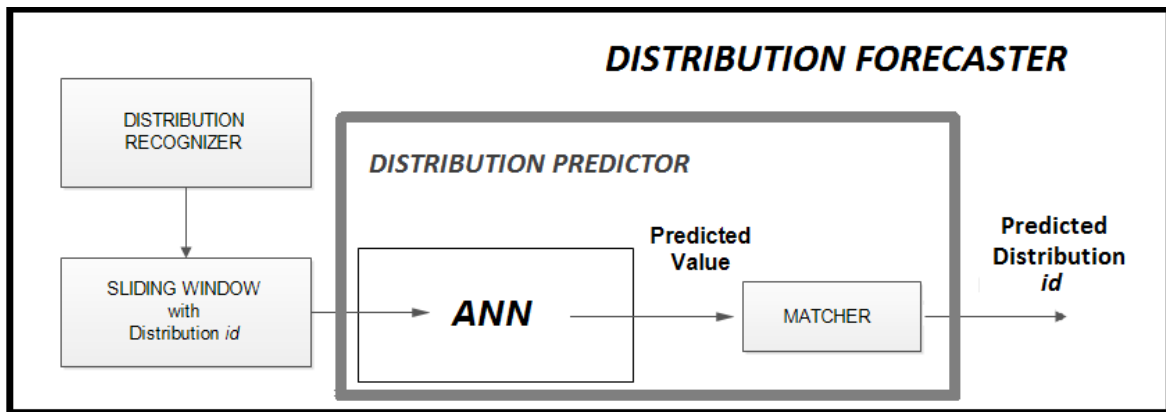 DISTRIBUTION FORECASTER
DISTRIBUTION
RECOGNIZER
DISTRIBUTION PREDICTOR
SLIDING WINDOW
with
Distribution id
ANN
Predicted
Value
MATCHER
Predicted
Distribution
id